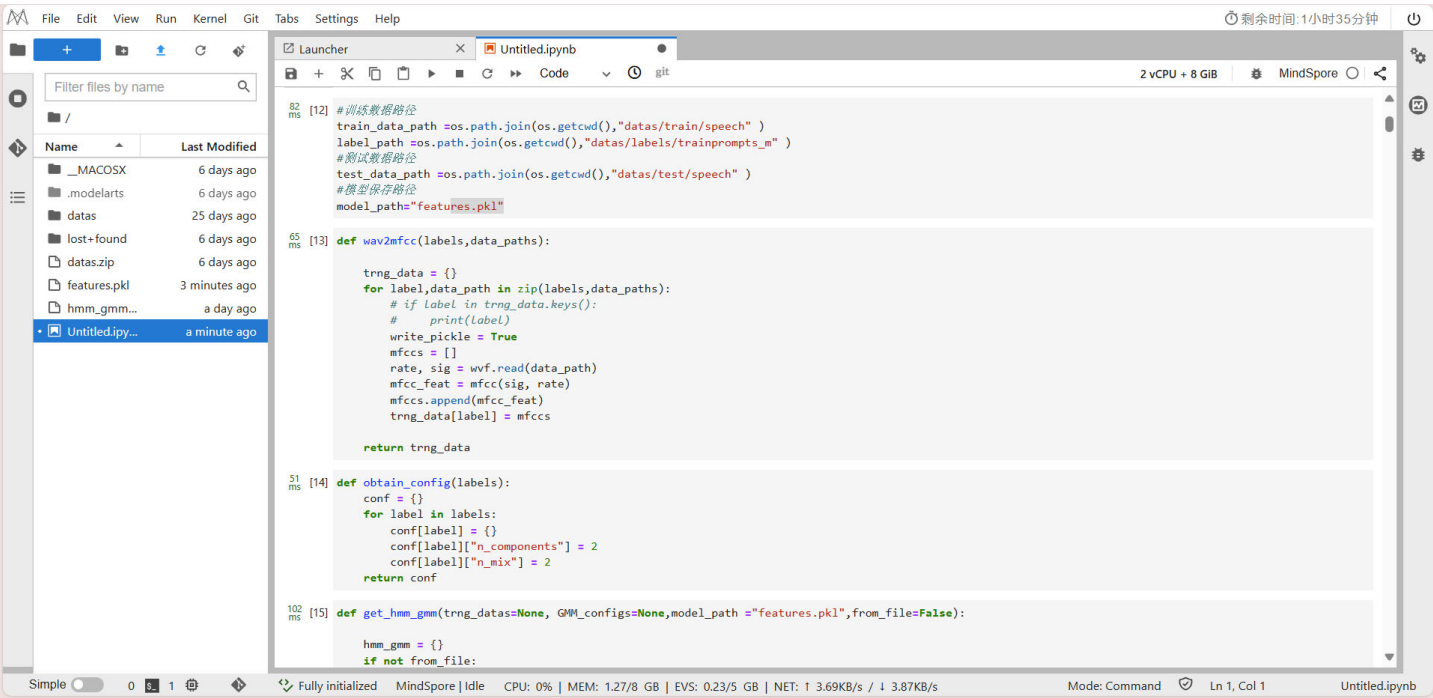 File Edit View Run Kernel Git Tabs Settings Help
剩余时间:1小时35分钟
Launcher
Untitled.ipynb
Code
git
2 vCPU + 8 GiB
MindSpore
Filter files by name
/
Name Last Modified
__MACOSX 6 days ago
.modelarts 6 days ago
datas 25 days ago
lost+found 6 days ago
datas.zip 6 days ago
features.pkl 3 minutes ago
hmm_gmm... a day ago
Untitled.ipy... a minute ago
82 ms [12] #训练数据路径
train_data_path =os.path.join(os.getcwd(),"datas/train/speech" )
label_path =os.path.join(os.getcwd(),"datas/labels/trainprompts_m" )
#测试数据路径
test_data_path =os.path.join(os.getcwd(),"datas/test/speech" )
#模型保存路径
model_path="features.pkl"
65 ms [13] def wav2mfcc(labels,data_paths):
trng_data = {}
for label,data_path in zip(labels,data_paths):
# if label in trng_data.keys():
#     print(label)
write_pickle = True
mfccs = []
rate, sig = wvf.read(data_path)
mfcc_feat = mfcc(sig, rate)
mfccs.append(mfcc_feat)
trng_data[label] = mfccs
return trng_data
51 ms [14] def obtain_config(labels):
conf = {}
for label in labels:
conf[label] = {}
conf[label]["n_components"] = 2
conf[label]["n_mix"] = 2
return conf
102 ms [15] def get_hmm_gmm(trng_datas=None, GMM_configs=None,model_path ="features.pkl",from_file=False):
hmm_gmm = {}
if not from_file:
Simple 0 $_ 1 Fully initialized MindSpore | Idle CPU: 0% | MEM: 1.27/8 GB | EVS: 0.23/5 GB | NET: ↑ 3.69KB/s / ↓ 3.87KB/s Mode: Command Ln 1, Col 1 Untitled.ipynb